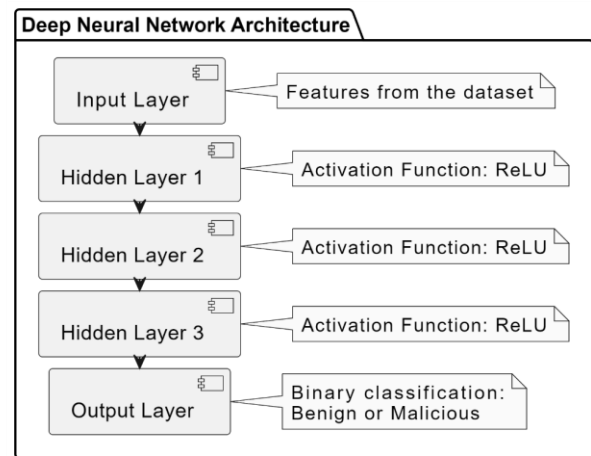 Deep Neural Network Architecture
Input Layer
Features from the dataset
Hidden Layer 1
Activation Function: ReLU
Hidden Layer 2
Activation Function: ReLU
Hidden Layer 3
Activation Function: ReLU
Output Layer
Binary classification:
Benign or Malicious